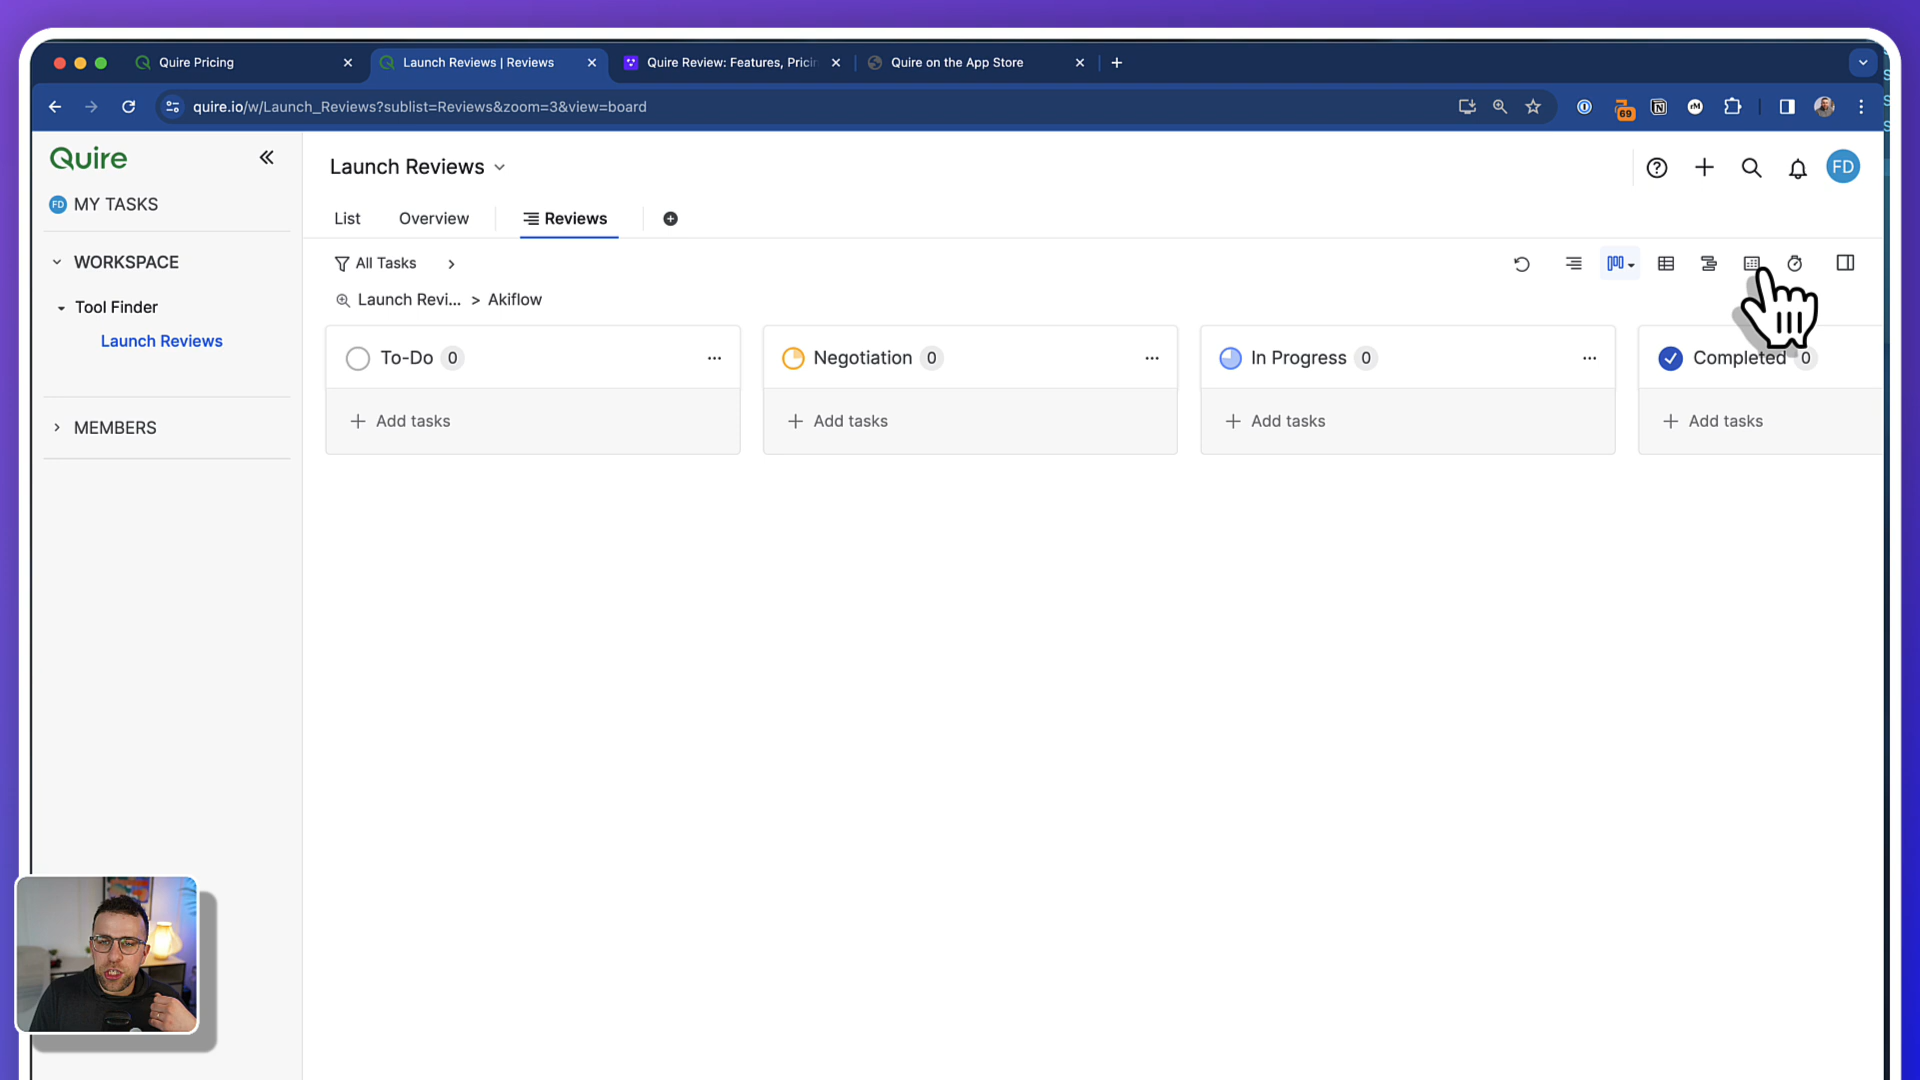 Quire Pricing
Launch Reviews | Reviews
Quire Review: Features, Pricin
Quire on the App Store
quire.io/w/Launch_Reviews?sublist=Reviews&zoom=3&view=board
69
Quire
FD MY TASKS
WORKSPACE
Tool Finder
Launch Reviews
MEMBERS
Launch Reviews
FD
List
Overview
Reviews
All Tasks
Launch Revi... > Akiflow
To-Do 0
Negotiation 0
In Progress 0
Completed 0
Add tasks
Add tasks
Add tasks
Add tasks